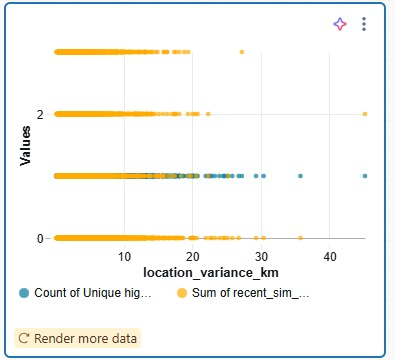 2
0
Values
10
20
30
40
location_variance_km
Count of Unique hig... Sum of recent_sim_...
Render more data